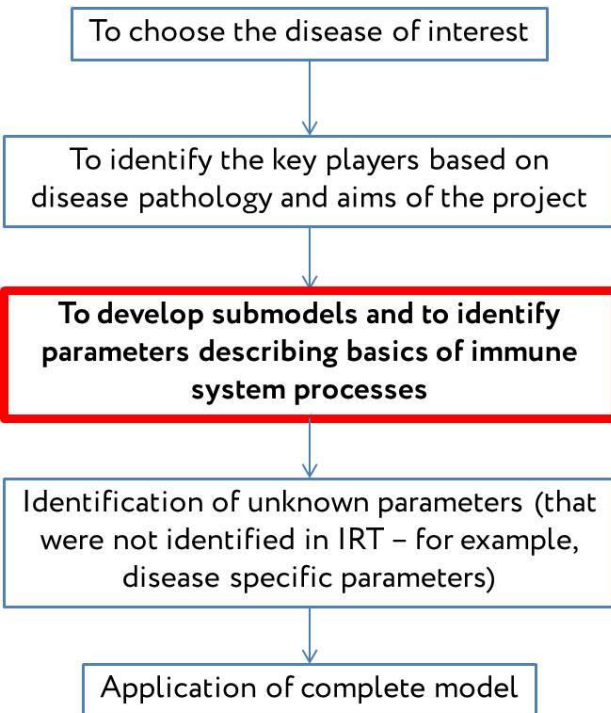 To choose the disease of interest
To identify the key players based on
disease pathology and aims of the project
To develop submodels and to identify
parameters describing basics of immune
system processes
Identification of unknown parameters (that
were not identified in IRT – for example,
disease specific parameters)
Application of complete model